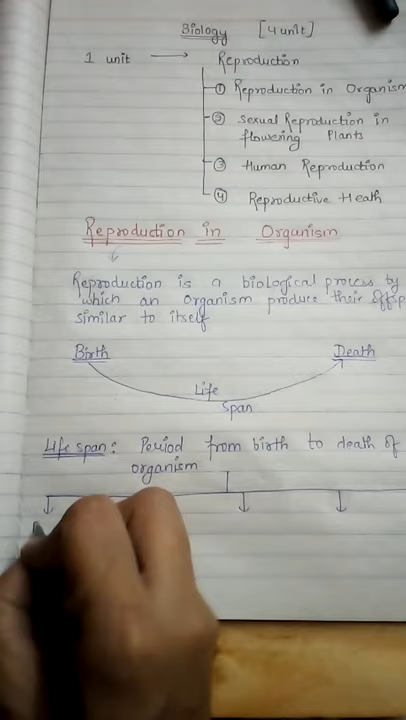 Biology [4 unit]
1 unit → Reproduction
① Reproduction in Organism
② Sexual Reproduction in
flowering Plants
③ Human Reproduction
④ Reproductive Heath
Reproduction in Organism
Reproduction is a biological process by
which an organism produce their offsp
similar to itself
Birth Death
Life
Span
Life span: Period from birth to death of
organism